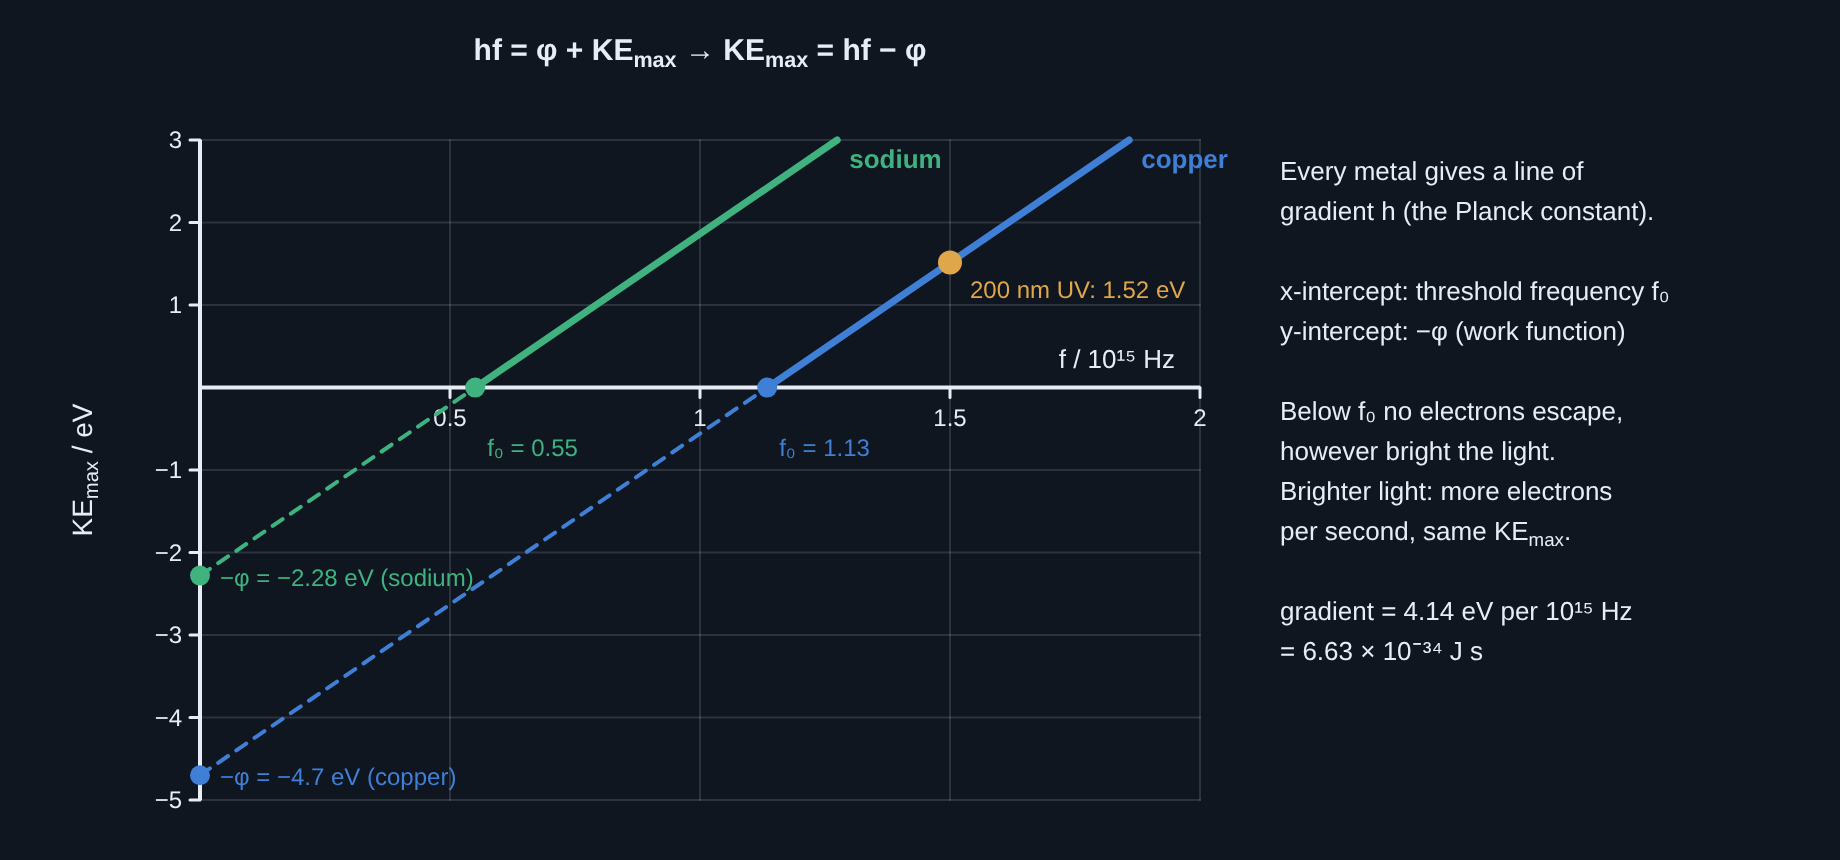 hf = φ + KEₘₐₓ → KEₘₐₓ = hf − φ
3
2
1
−1
−2
−3
−4
−5
KEₘₐₓ / eV
0.5
1
1.5
2
f / 10¹⁵ Hz
sodium
copper
200 nm UV: 1.52 eV
f₀ = 0.55
f₀ = 1.13
−φ = −2.28 eV (sodium)
−φ = −4.7 eV (copper)
Every metal gives a line of
gradient h (the Planck constant).
x-intercept: threshold frequency f₀
y-intercept: −φ (work function)
Below f₀ no electrons escape,
however bright the light.
Brighter light: more electrons
per second, same KEₘₐₓ.
gradient = 4.14 eV per 10¹⁵ Hz
= 6.63 × 10⁻³⁴ J s